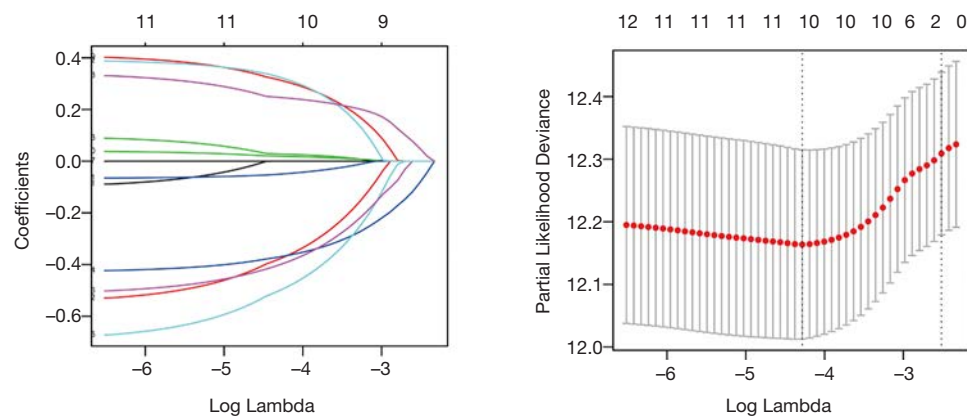 11 11 10 9
0.4
0.2
0.0
−0.2
−0.4
−0.6
Coefficients
−6 −5 −4 −3
Log Lambda
12 11 11 11 11 10 10 10 6 2 0
12.4
12.3
12.2
12.1
12.0
Partial Likelihood Deviance
−6 −5 −4 −3
Log Lambda